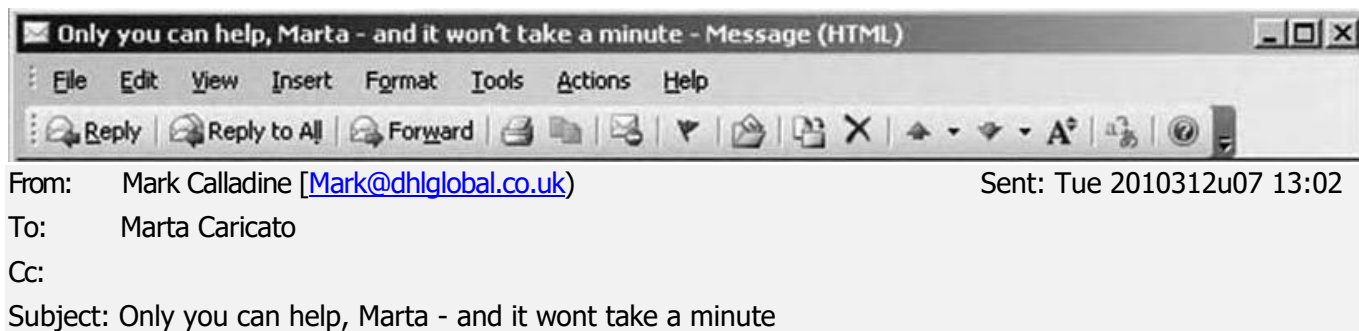 Only you can help, Marta - and it won't take a minute - Message (HTML)
File Edit View Insert Format Tools Actions Help
Reply Reply to All Forward
From: Mark Calladine [Mark@dhlglobal.co.uk) Sent: Tue 2010312u07 13:02
To: Marta Caricato
Cc:
Subject: Only you can help, Marta - and it wont take a minute